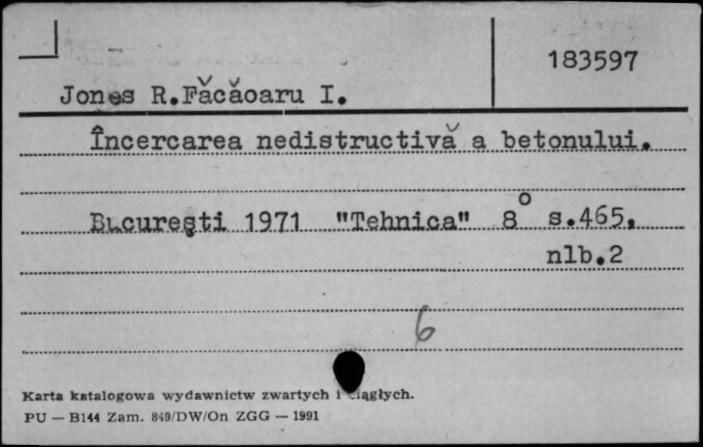 183597
Jones R.Făcăoaru I.
Încercarea nedistructivă a betonului.
Bucureşti 1971 "Tehnica" 8° s.465,
nlb.2
6
Karta katalogowa wydawnictw zwartych i ciągłych.
PU — B144 Zam. 849/DW/On ZGG — 1991